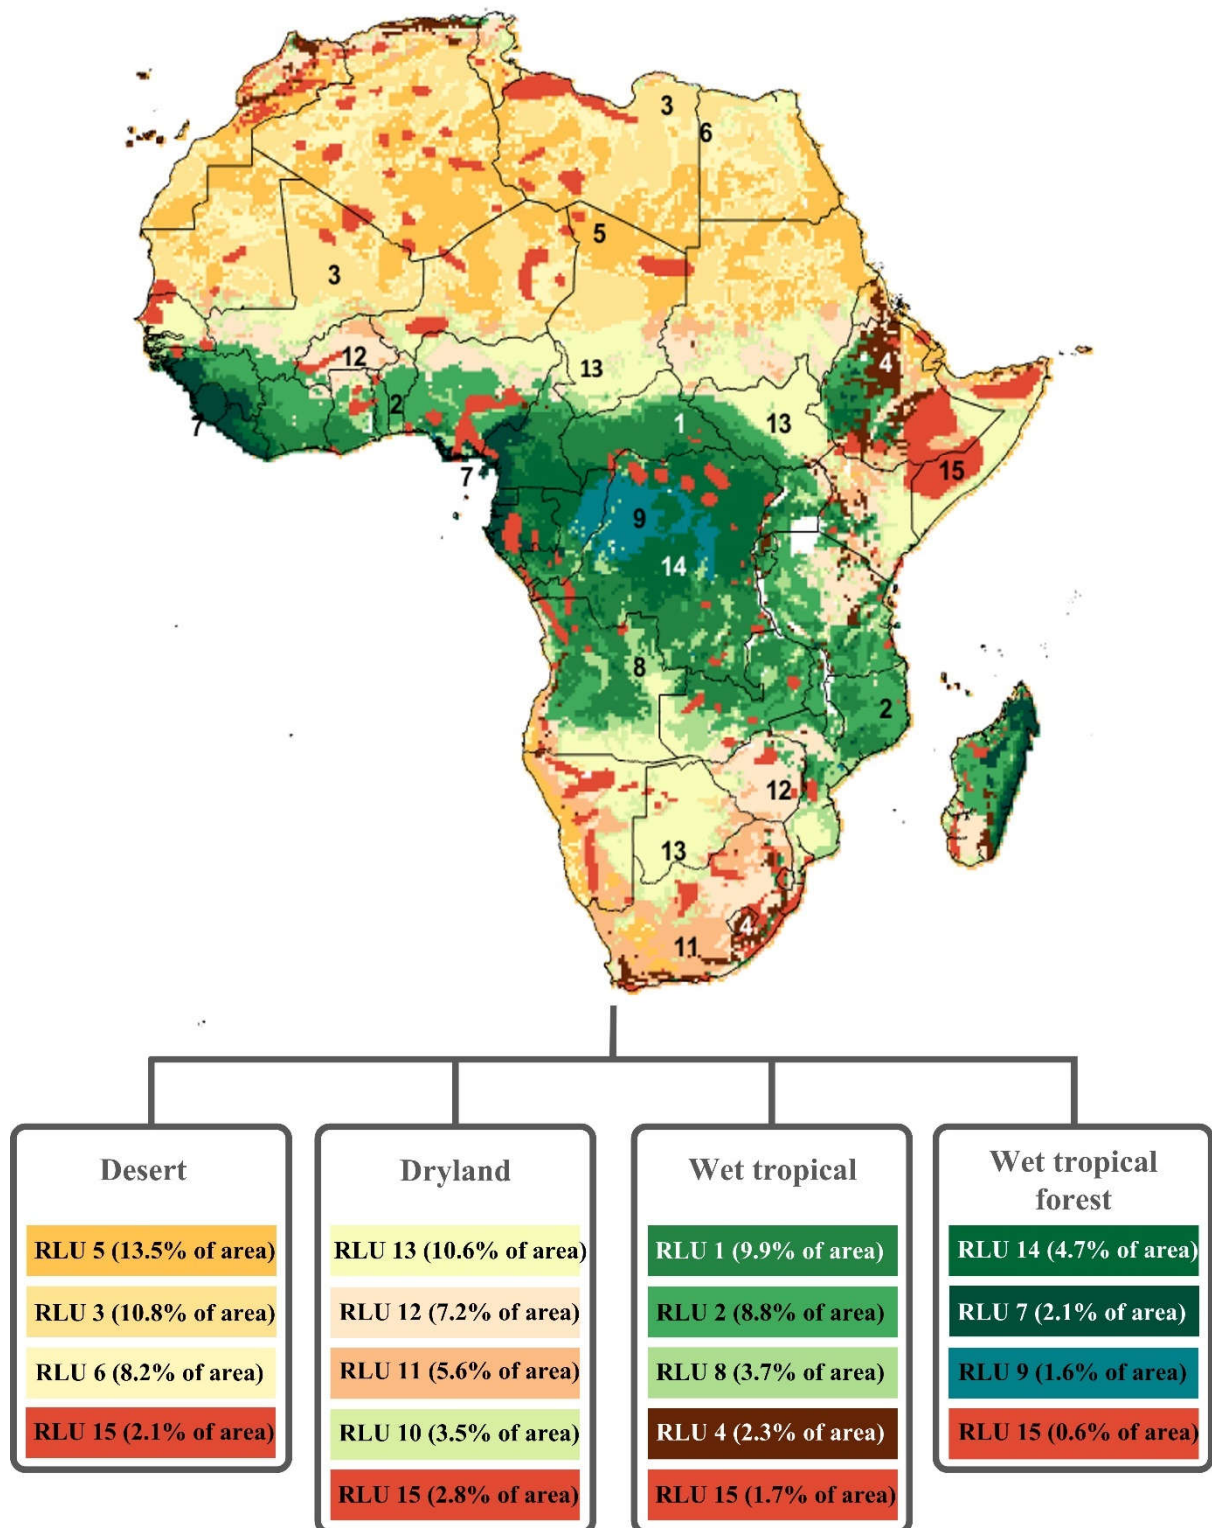 3
6
5
3
4
12
13
2
1
1
13
7
15
7
9
14
8
2
12
13
4
11
Desert
RLU 5 (13.5% of area)
RLU 3 (10.8% of area)
RLU 6 (8.2% of area)
RLU 15 (2.1% of area)
Dryland
RLU 13 (10.6% of area)
RLU 12 (7.2% of area)
RLU 11 (5.6% of area)
RLU 10 (3.5% of area)
RLU 15 (2.8% of area)
Wet tropical
RLU 1 (9.9% of area)
RLU 2 (8.8% of area)
RLU 8 (3.7% of area)
RLU 4 (2.3% of area)
RLU 15 (1.7% of area)
Wet tropical
forest
RLU 14 (4.7% of area)
RLU 7 (2.1% of area)
RLU 9 (1.6% of area)
RLU 15 (0.6% of area)